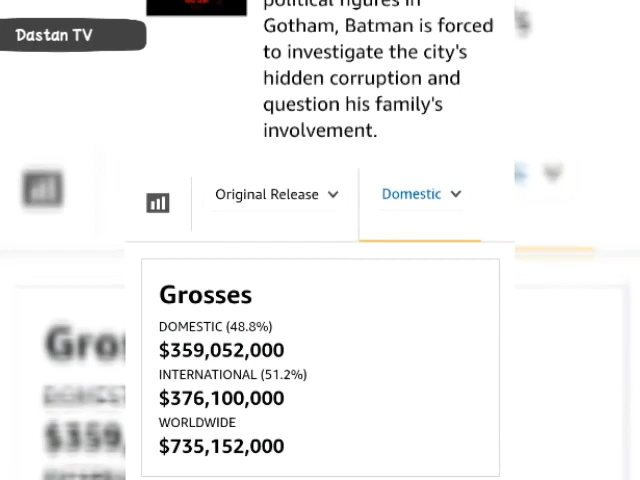 political figures in
Gotham, Batman is forced
to investigate the city's
hidden corruption and
question his family's
involvement.
Dastan TV
Original Release
Domestic
Grosses
DOMESTIC (48.8%)
$359,052,000
INTERNATIONAL (51.2%)
$376,100,000
WORLDWIDE
$735,152,000
Gro
$359,